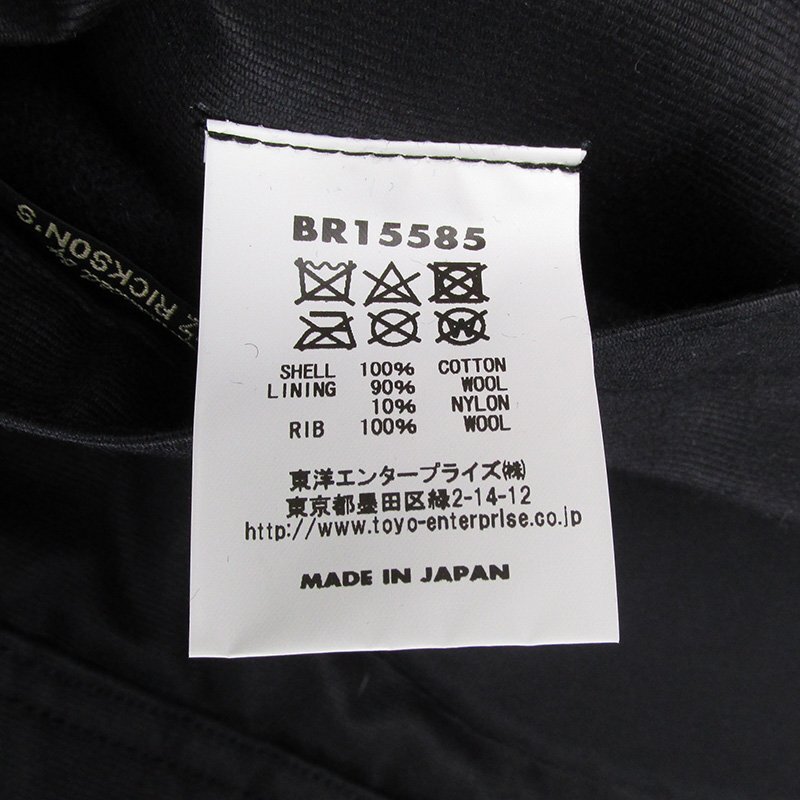 BR15585
SHELL 100% COTTON
LINING 90% WOOL
10% NYLON
RIB 100% WOOL
東洋エンタープライズ㈱
東京都墨田区緑2-14-12
http://www.toyo-enterprise.co.jp
MADE IN JAPAN
Z RICKSON'S